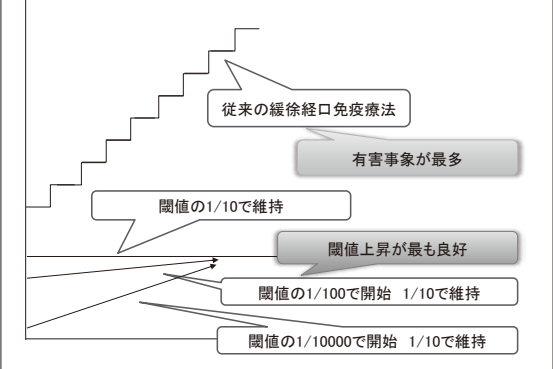 従来の緩徐経口免疫療法
有害事象が最多
閾値の1/10で維持
閾値上昇が最も良好
閾値の1/100で開始 1/10で維持
閾値の1/10000で開始 1/10で維持